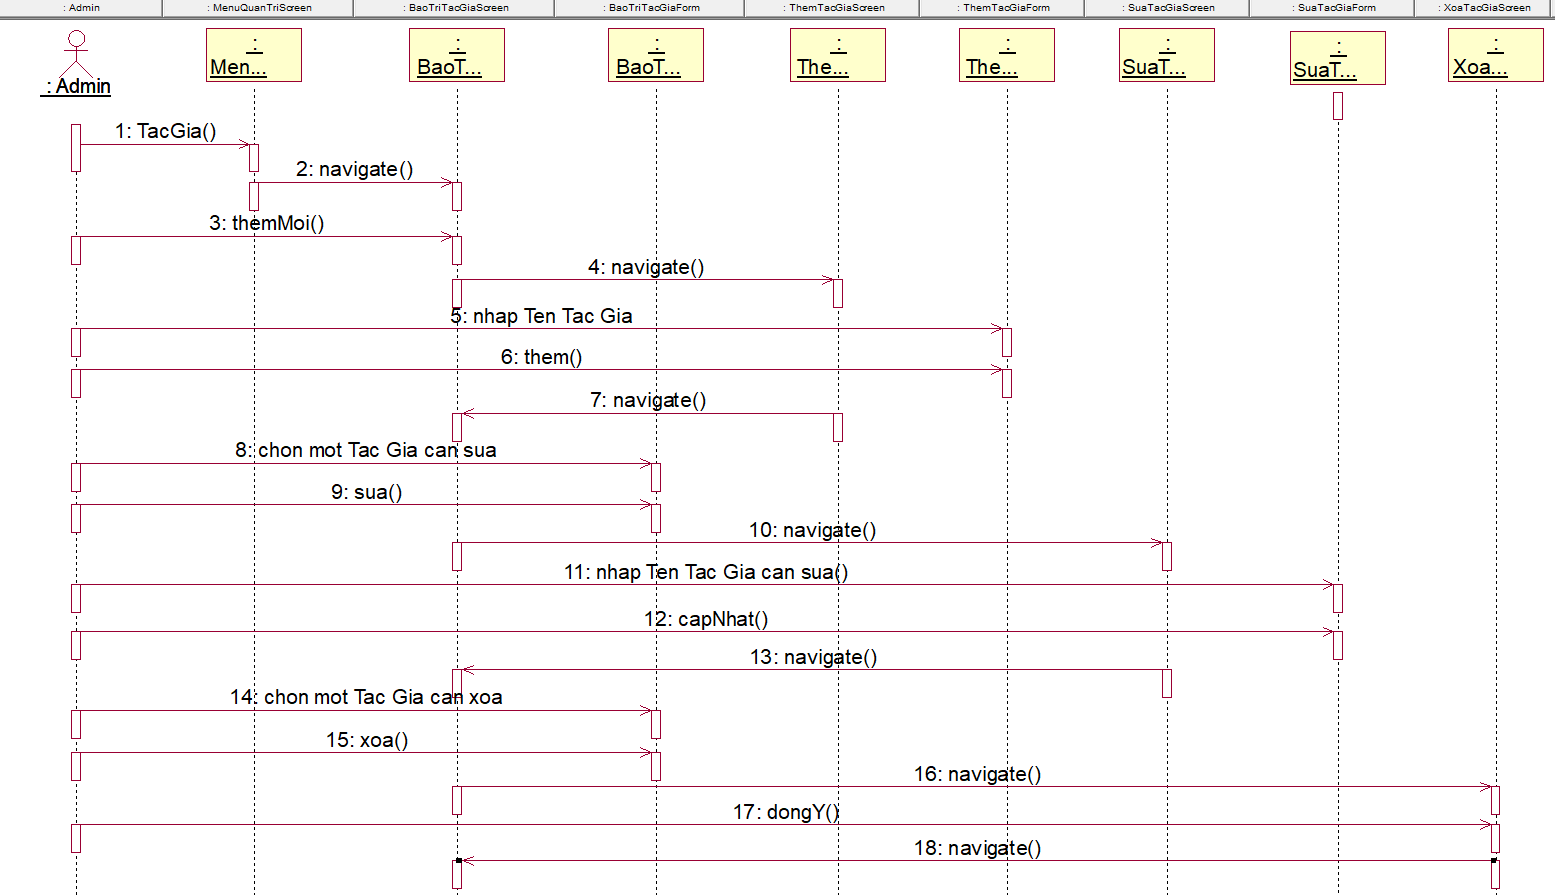 : Admin
: MenuQuanTriScreen
: BaoTriTacGiaScreen
: BaoTriTacGiaForm
: ThemTacGiaScreen
: ThemTacGiaForm
: SuaTacGiaScreen
: SuaTacGiaForm
: XoaTacGiaScreen
: Admin
:
Men...
:
BaoT...
:
BaoT...
:
The...
:
The...
:
SuaT...
:
SuaT...
:
Xoa...
1: TacGia()
2: navigate()
3: themMoi()
4: navigate()
5: nhap Ten Tac Gia
6: them()
7: navigate()
8: chon mot Tac Gia can sua
9: sua()
10: navigate()
11: nhap Ten Tac Gia can sua()
12: capNhat()
13: navigate()
14: chon mot Tac Gia can xoa
15: xoa()
16: navigate()
17: dongY()
18: navigate()